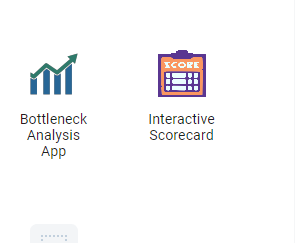 SCORE
Bottleneck
Analysis
App
Interactive
Scorecard